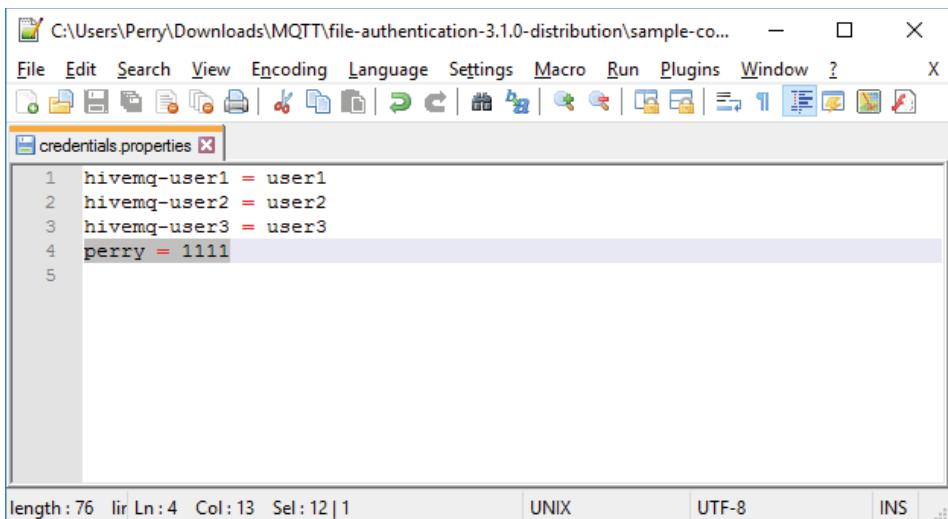 C:\Users\Perry\Downloads\MQTT\file-authentication-3.1.0-distribution\sample-co...
File Edit Search View Encoding Language Settings Macro Run Plugins Window ? X
credentials.properties
1 hivemq-user1 = user1
2 hivemq-user2 = user2
3 hivemq-user3 = user3
4 perry = 1111
5
length : 76 lir Ln : 4 Col : 13 Sel : 12 | 1 UNIX UTF-8 INS